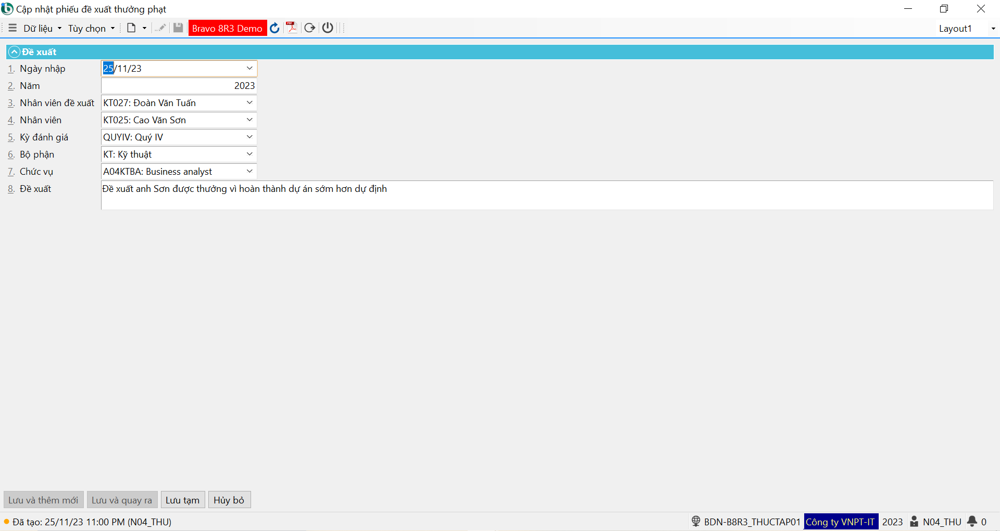 Cập nhật phiếu đề xuất thưởng phạt
Dữ liệu Tùy chọn Bravo 8R3 Demo PDF Layout1
Đề xuất
1. Ngày nhập 25/11/23
2. Năm 2023
3. Nhân viên đề xuất KT027: Đoàn Văn Tuấn
4. Nhân viên KT025: Cao Văn Sơn
5. Kỳ đánh giá QUYIV: Quý IV
6. Bộ phận KT: Kỹ thuật
7. Chức vụ A04KTBA: Business analyst
8. Đề xuất Đề xuất anh Sơn được thưởng vì hoàn thành dự án sớm hơn dự định
Lưu và thêm mới Lưu và quay ra Lưu tạm Hủy bỏ
Đã tạo: 25/11/23 11:00 PM (N04_THU) BDN-B8R3_THUCTAP01 Công ty VNPT-IT 2023 N04_THU 0